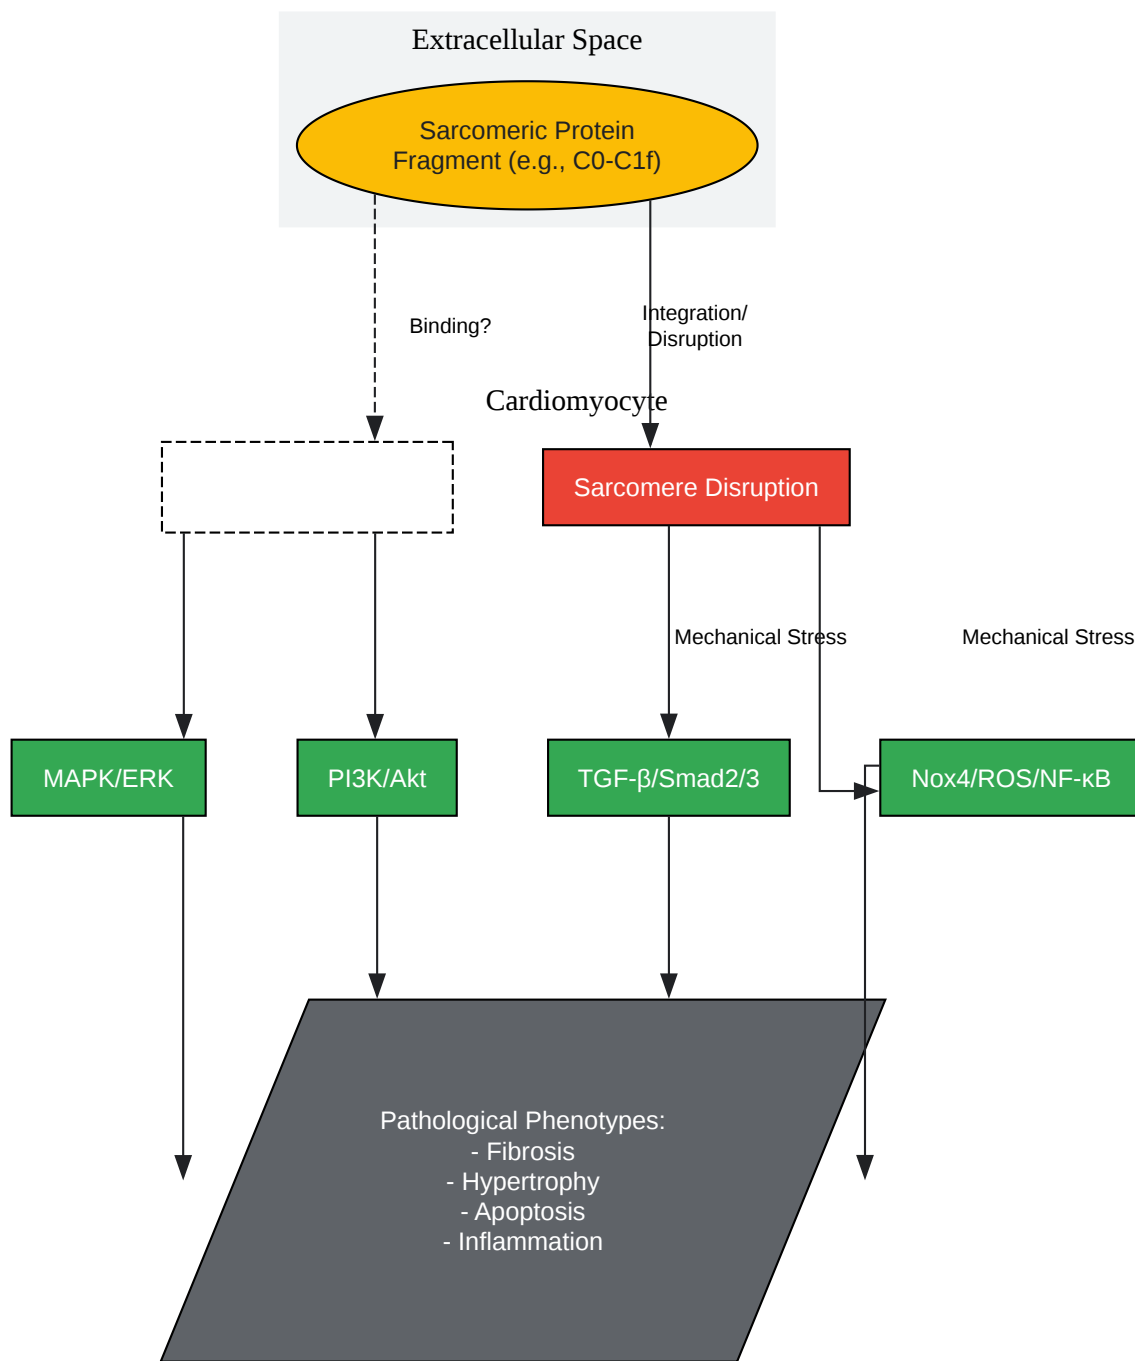 Extracellular Space
Sarcomeric Protein
Fragment (e.g., C0-C1f)
Binding?
Integration/
Disruption
Cardiomyocyte
Sarcomere Disruption
Mechanical Stress
Mechanical Stress
MAPK/ERK
PI3K/Akt
TGF-β/Smad2/3
Nox4/ROS/NF-κB
Pathological Phenotypes:
- Fibrosis
- Hypertrophy
- Apoptosis
- Inflammation